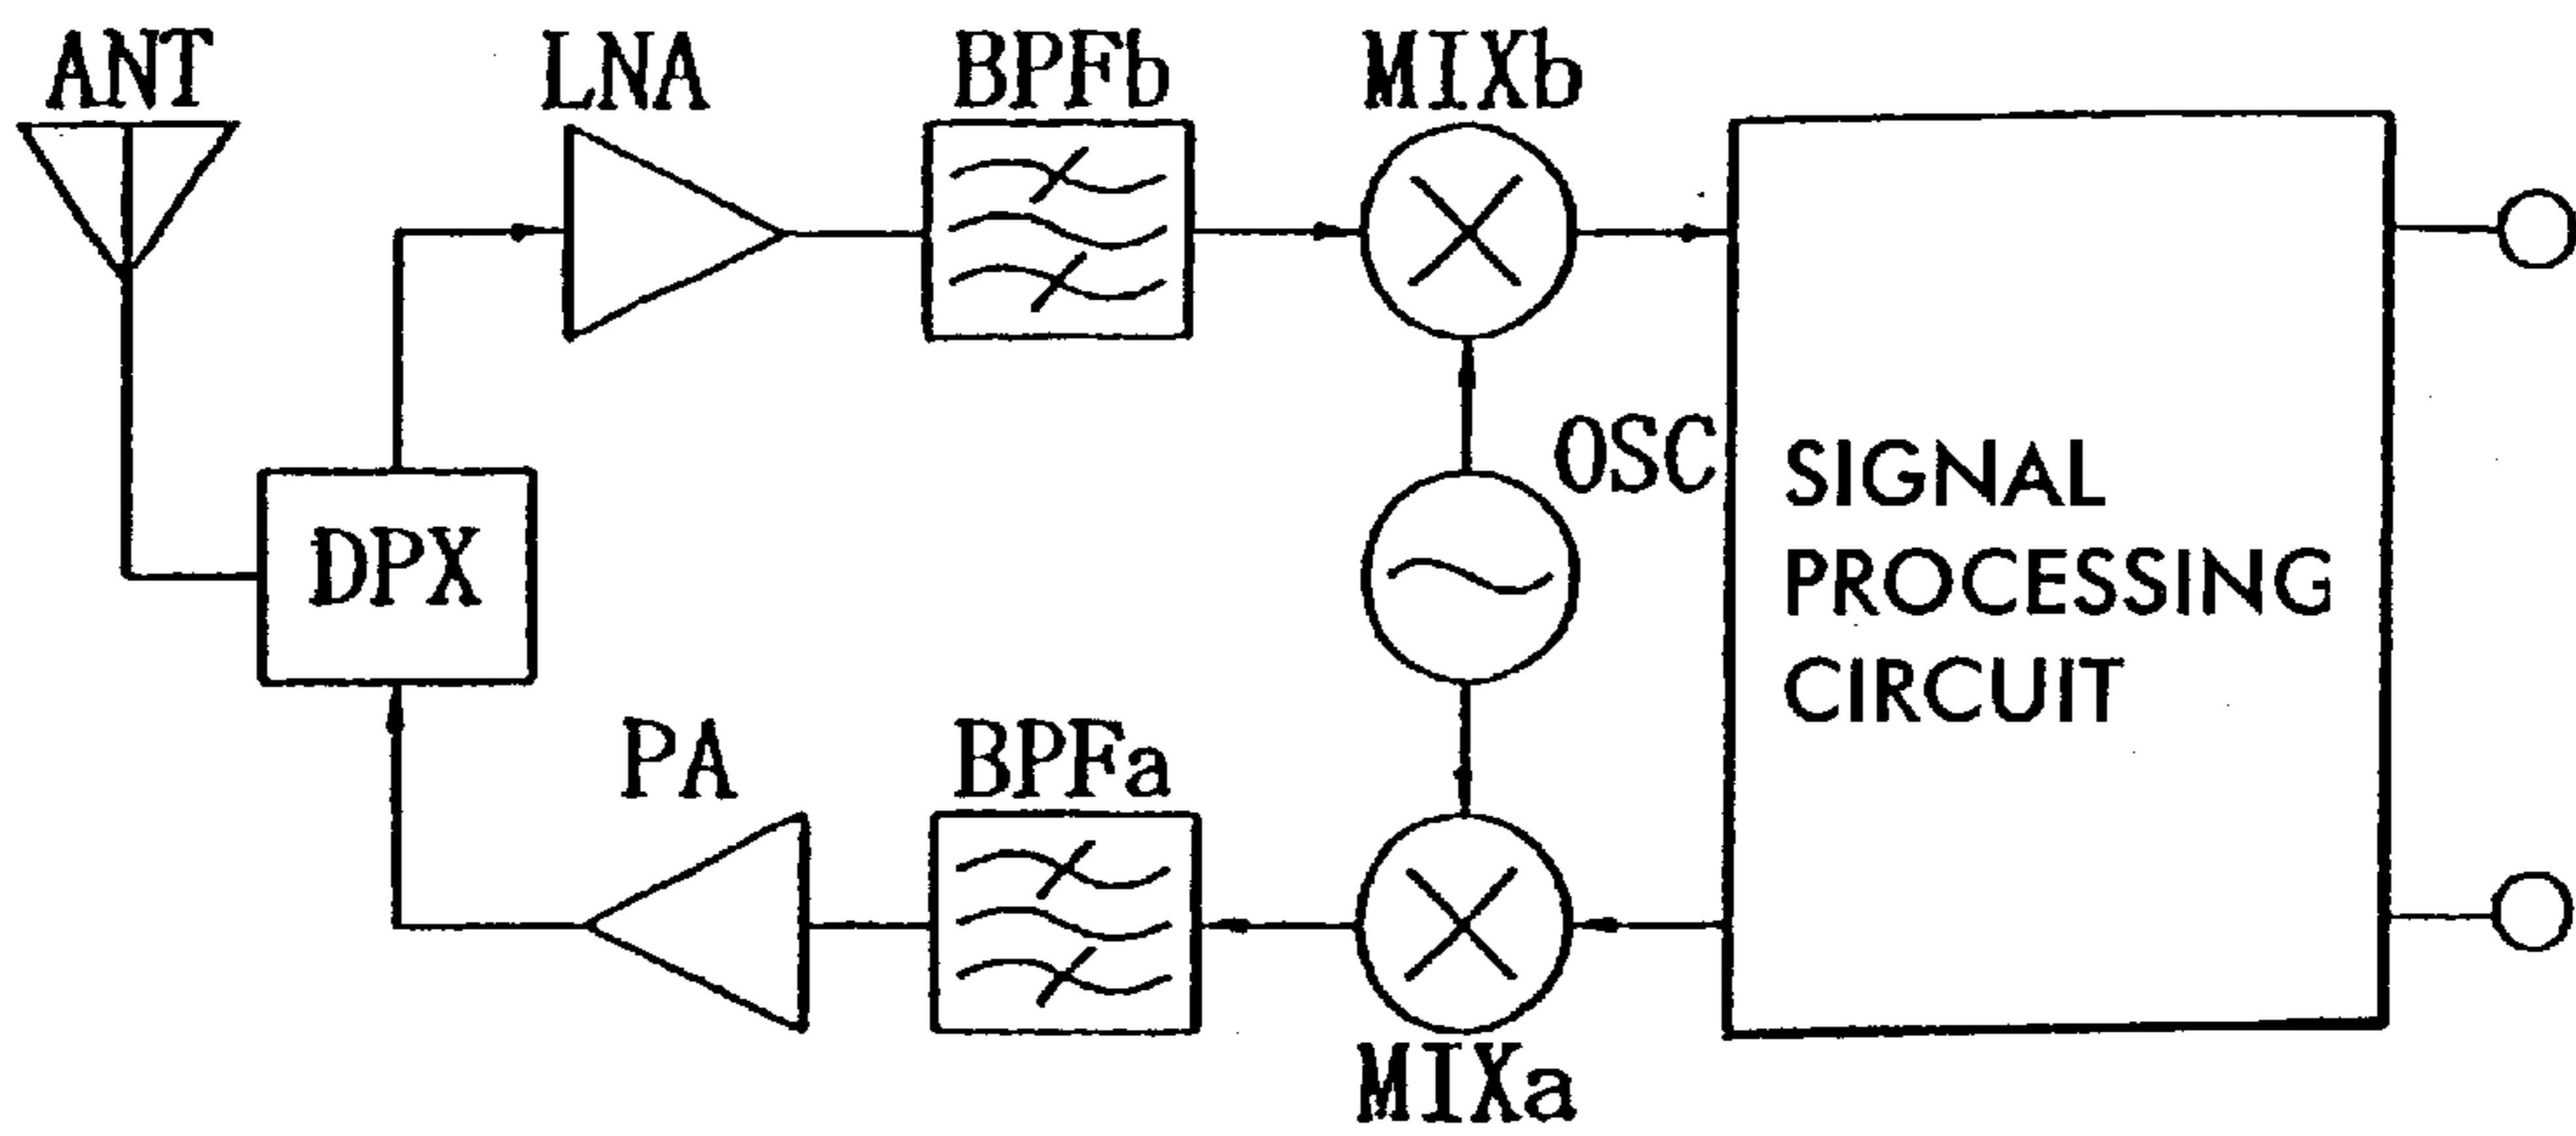 ANT
LNA
BPFb
MIXb
OSC
SIGNAL
PROCESSING
CIRCUIT
DPX
PA
BPFa
MIXa